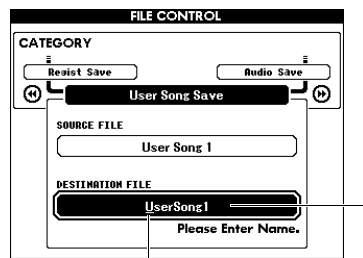 FILE CONTROL
CATEGORY
Regist Save
Audio Save
User Song Save
SOURCE FILE
User Song 1
DESTINATION FILE
UserSong1
Please Enter Name.